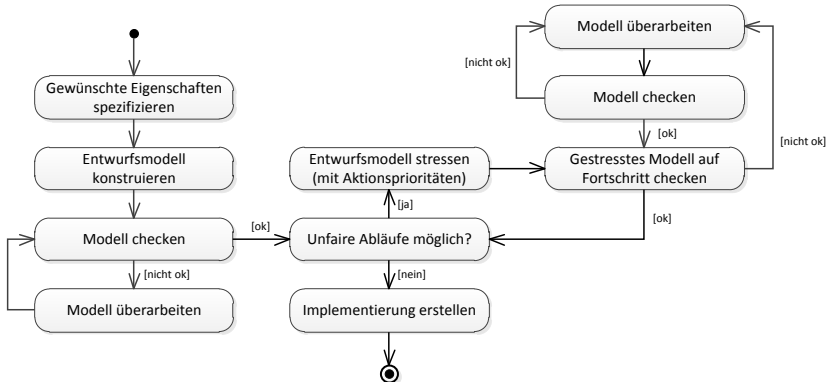 Gewünschte Eigenschaften
spezifizieren
Entwurfsmodell
konstruieren
Modell checken
[ok]
[nicht ok]
Modell überarbeiten
Unfaire Abläufe möglich?
[ja]
[nein]
Implementierung erstellen
Entwurfsmodell stressen
(mit Aktionsprioritäten)
Gestresstes Modell auf
Fortschritt checken
[ok]
[nicht ok]
Modell überarbeiten
[nicht ok]
Modell checken
[ok]